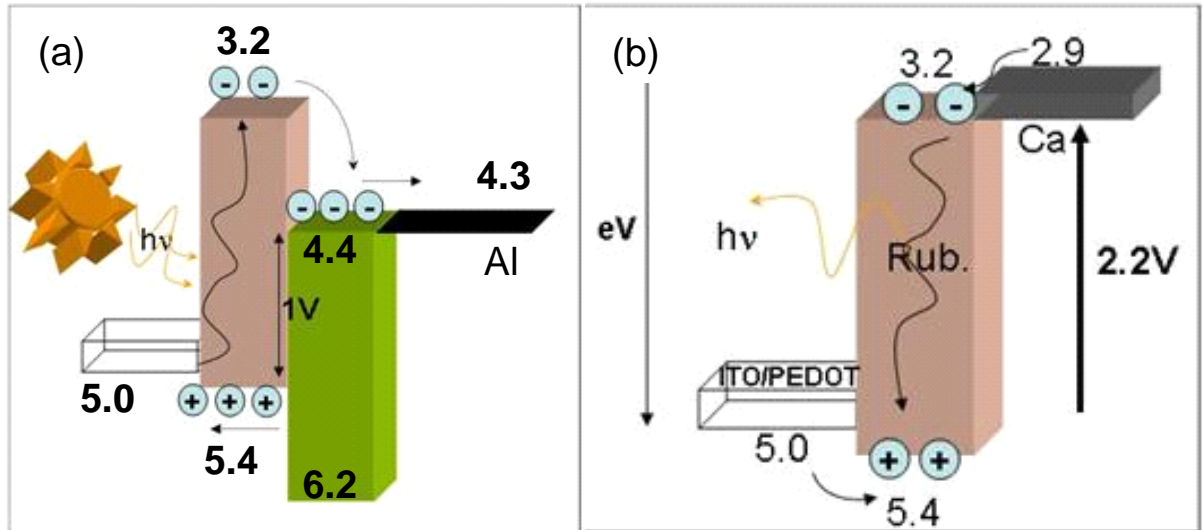 (a)
3.2
- -
hν
- - -
4.3
4.4
Al
1V
5.0
+ + +
5.4
6.2
(b)
3.2
2.9
- -
Ca
eV
hν
Rub.
2.2V
ITO/PEDOT
5.0
+ +
5.4